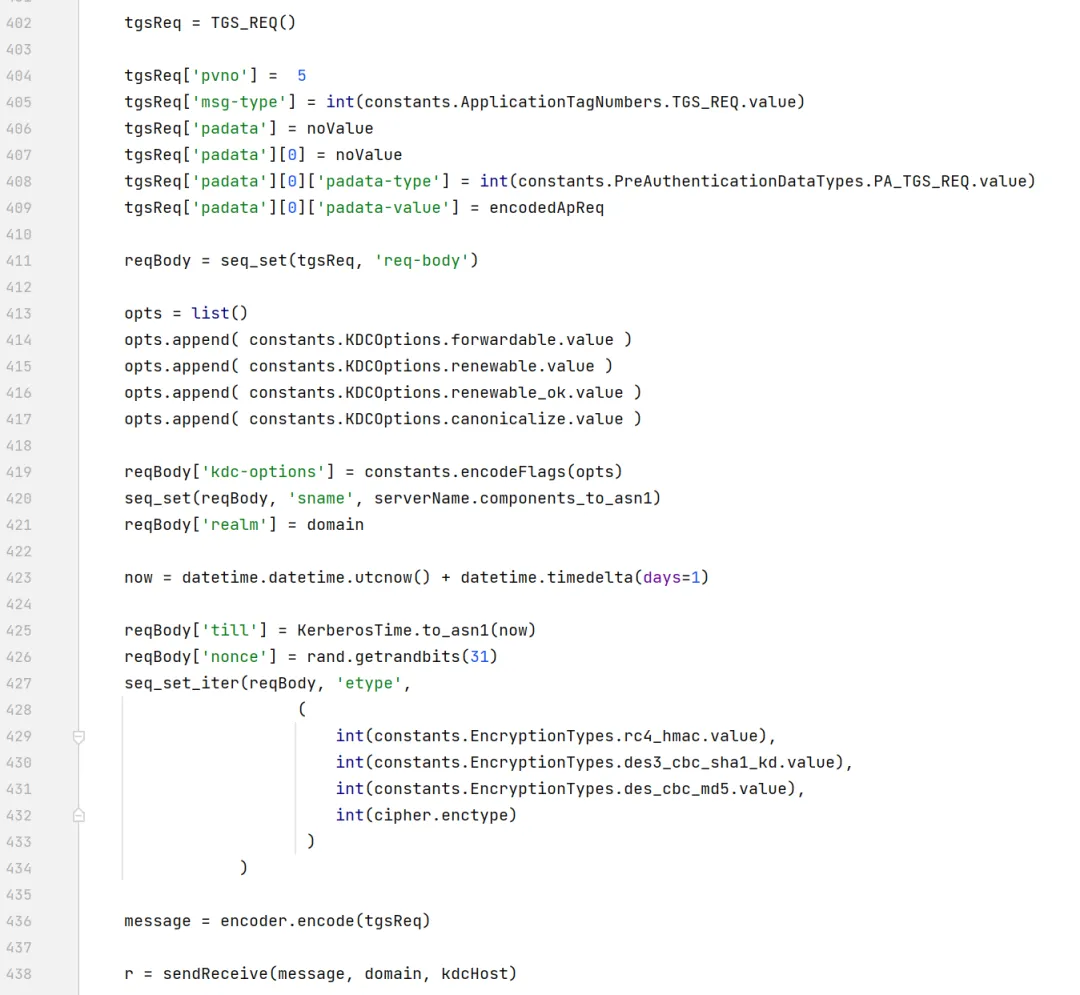 402 tgsReq = TGS_REQ()
403
404 tgsReq['pvno'] =  5
405 tgsReq['msg-type'] = int(constants.ApplicationTagNumbers.TGS_REQ.value)
406 tgsReq['padata'] = noValue
407 tgsReq['padata'][0] = noValue
408 tgsReq['padata'][0]['padata-type'] = int(constants.PreAuthenticationDataTypes.PA_TGS_REQ.value)
409 tgsReq['padata'][0]['padata-value'] = encodedApReq
410
411 reqBody = seq_set(tgsReq, 'req-body')
412
413 opts = list()
414 opts.append( constants.KDCOptions.forwardable.value )
415 opts.append( constants.KDCOptions.renewable.value )
416 opts.append( constants.KDCOptions.renewable_ok.value )
417 opts.append( constants.KDCOptions.canonicalize.value )
418
419 reqBody['kdc-options'] = constants.encodeFlags(opts)
420 seq_set(reqBody, 'sname', serverName.components_to_asn1)
421 reqBody['realm'] = domain
422
423 now = datetime.datetime.utcnow() + datetime.timedelta(days=1)
424
425 reqBody['till'] = KerberosTime.to_asn1(now)
426 reqBody['nonce'] = rand.getrandbits(31)
427 seq_set_iter(reqBody, 'etype',
428 (
429 int(constants.EncryptionTypes.rc4_hmac.value),
430 int(constants.EncryptionTypes.des3_cbc_sha1_kd.value),
431 int(constants.EncryptionTypes.des_cbc_md5.value),
432 int(cipher.enctype)
433 )
434 )
435
436 message = encoder.encode(tgsReq)
437
438 r = sendReceive(message, domain, kdcHost)